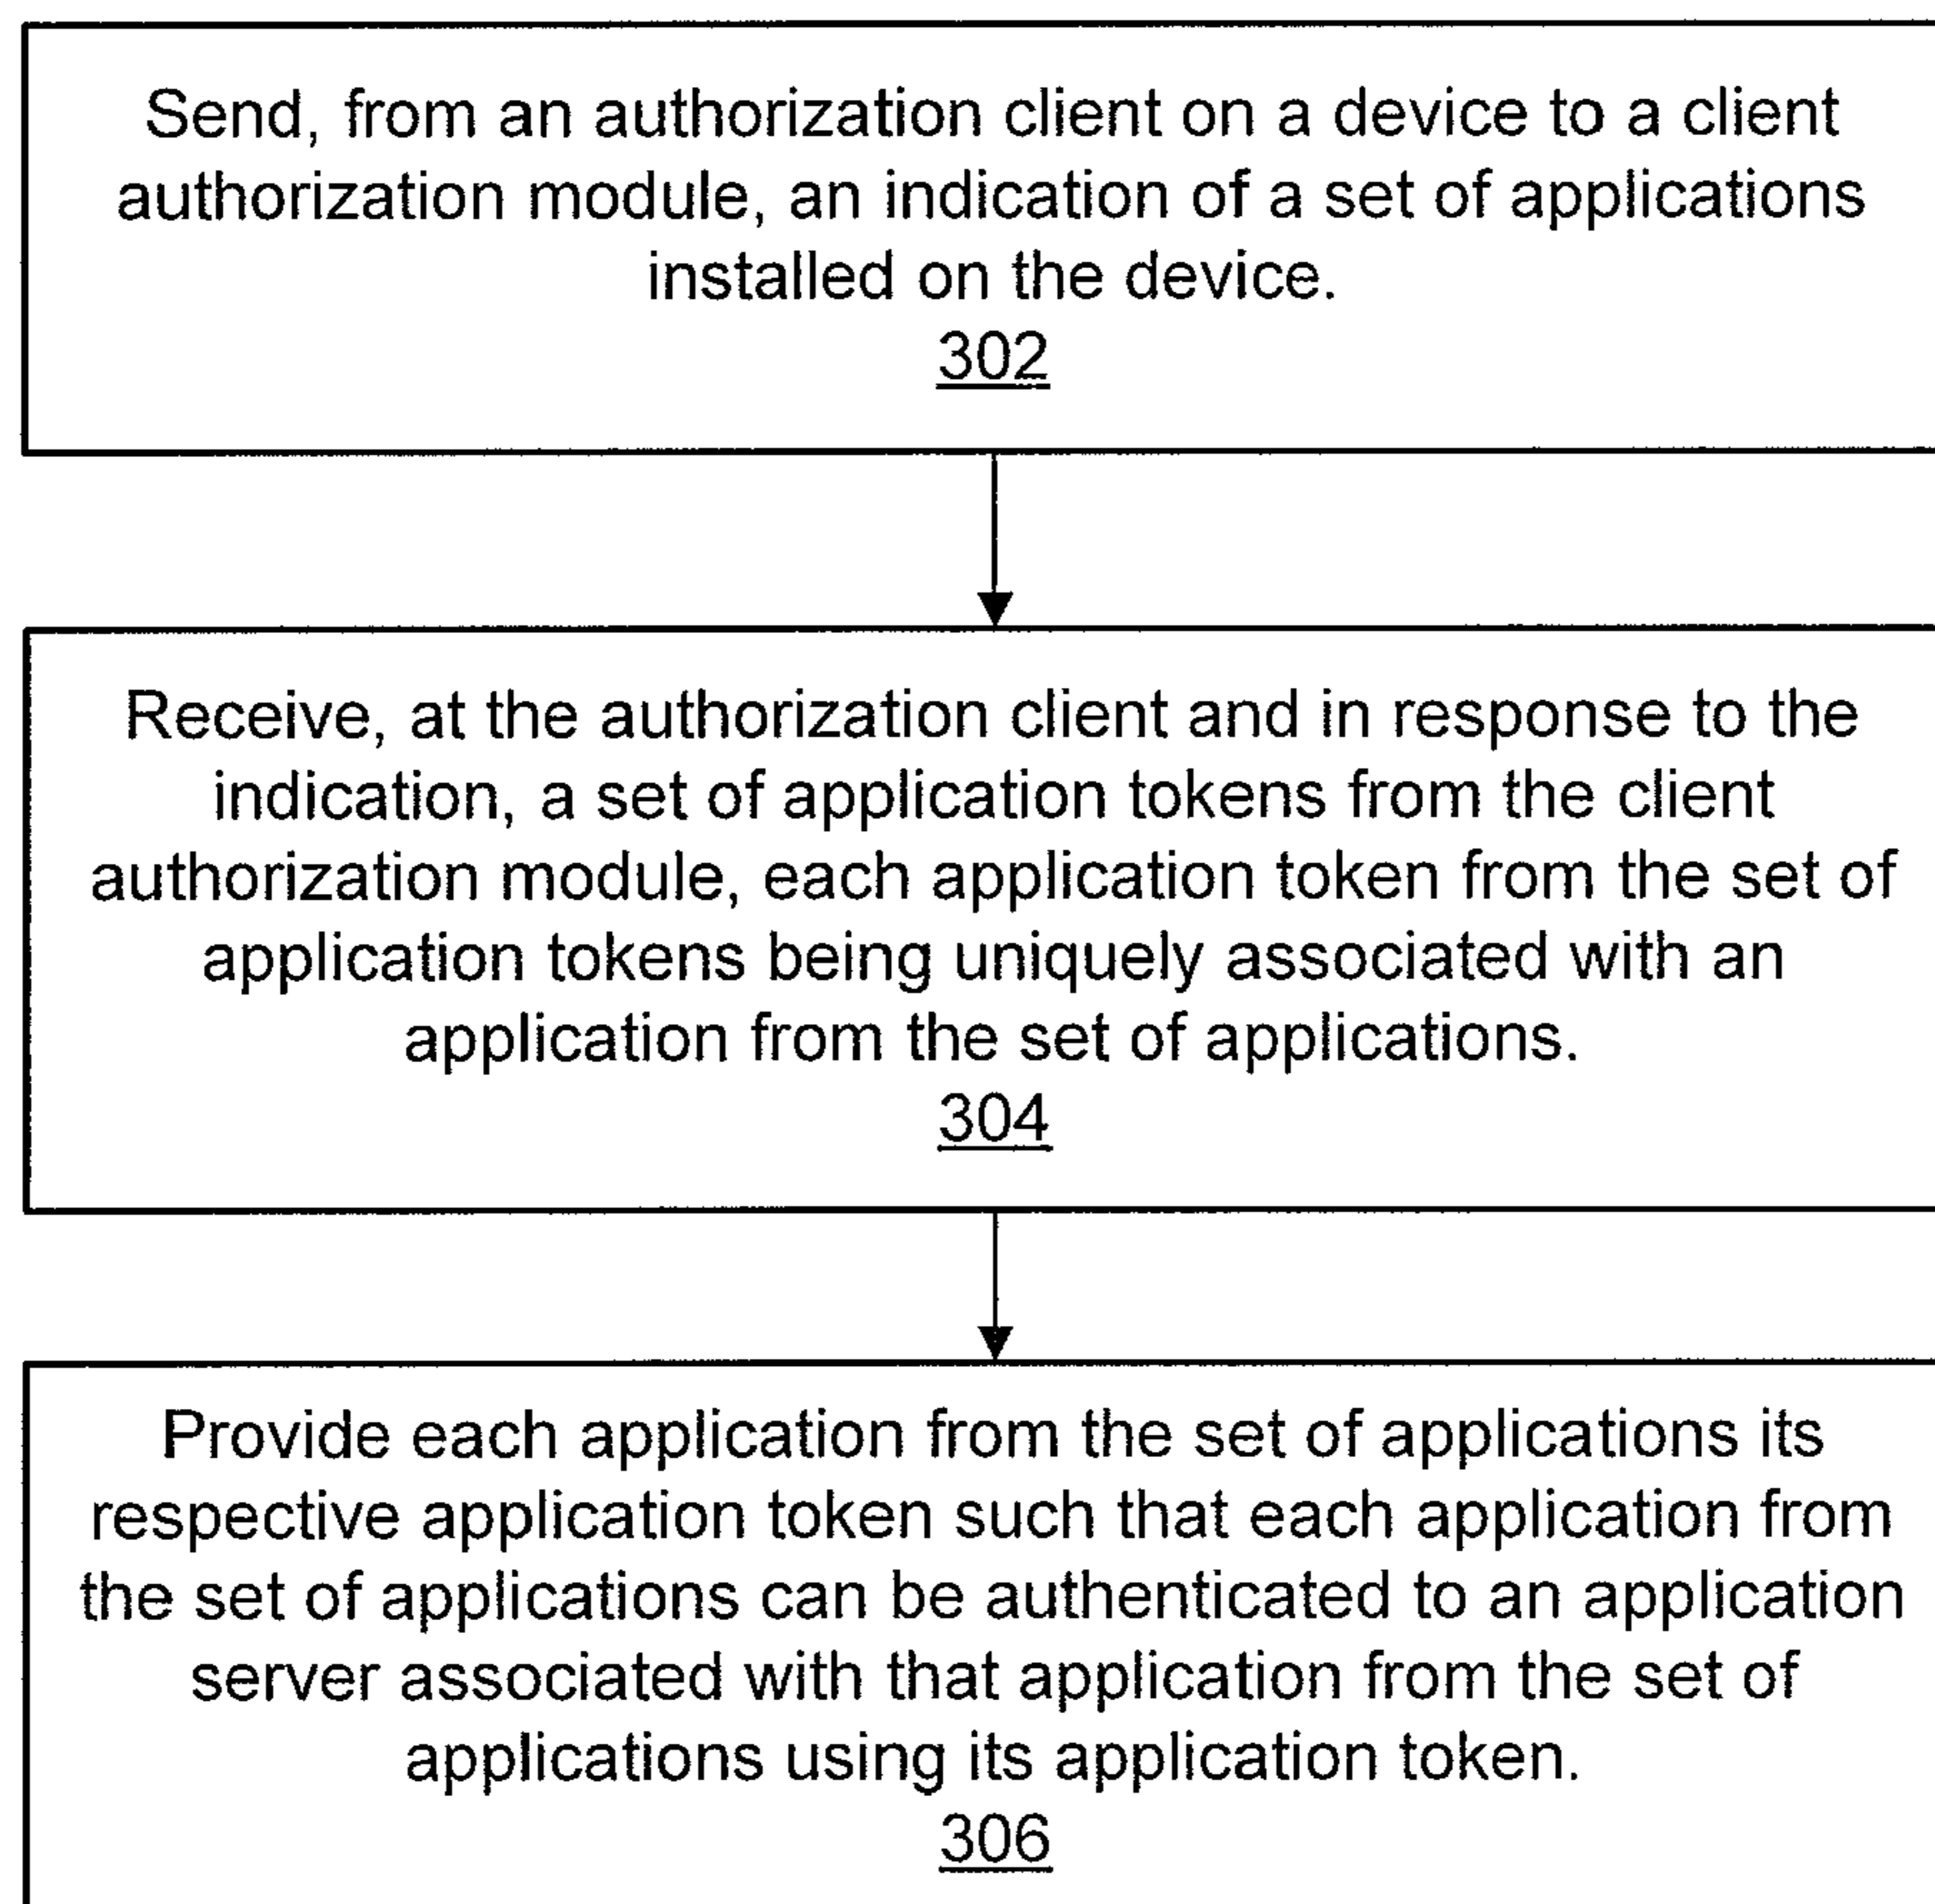 Send, from an authorization client on a device to a client
authorization module, an indication of a set of applications
installed on the device.
302
Receive, at the authorization client and in response to the
indication, a set of application tokens from the client
authorization module, each application token from the set of
application tokens being uniquely associated with an
application from the set of applications.
304
Provide each application from the set of applications its
respective application token such that each application from
the set of applications can be authenticated to an application
server associated with that application from the set of
applications using its application token.
306